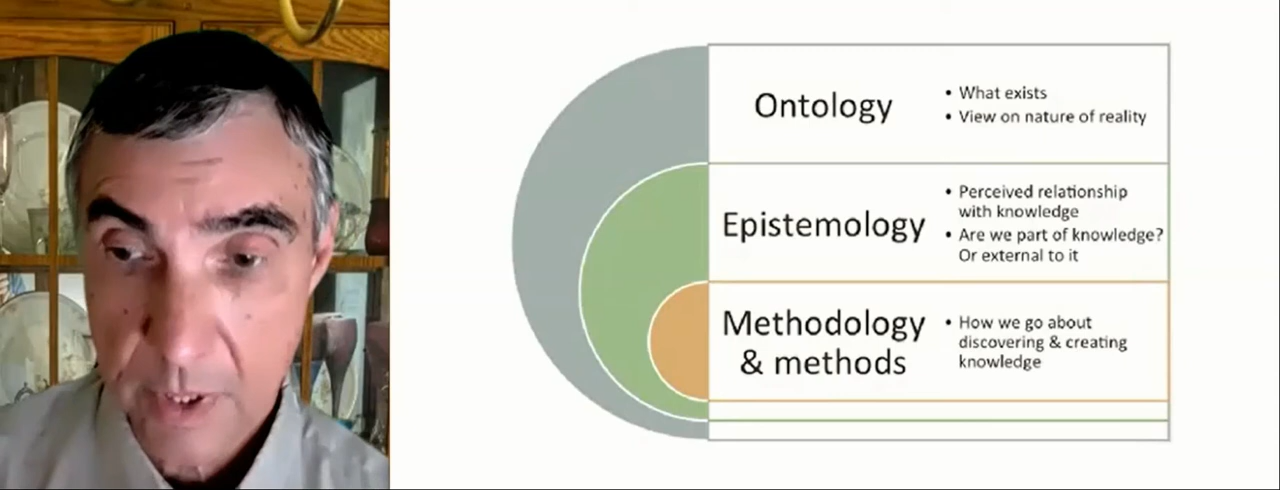 Ontology
• What exists
• View on nature of reality
Epistemology
• Perceived relationship
with knowledge
• Are we part of knowledge?
Or external to it
Methodology
& methods
• How we go about
discovering & creating
knowledge